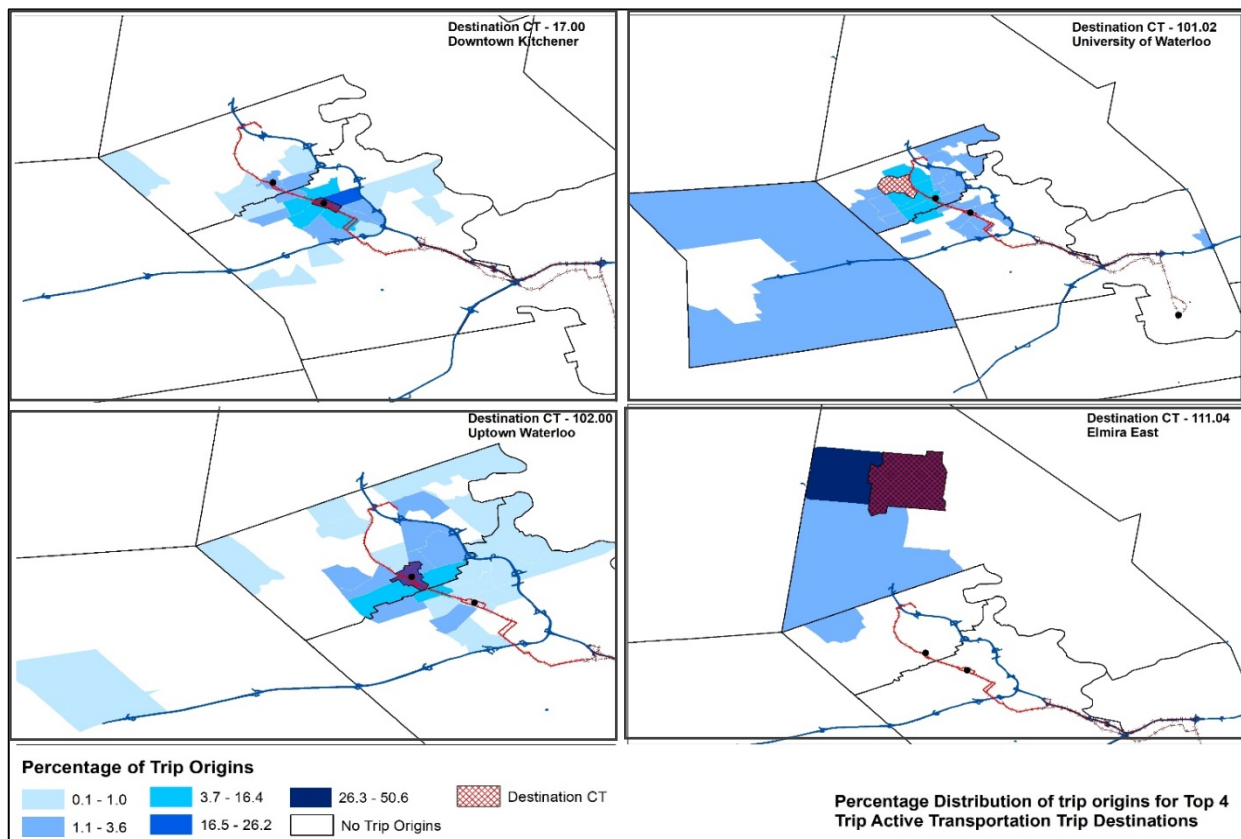 Destination CT - 17.00
Downtown Kitchener
Destination CT - 101.02
University of Waterloo
Destination CT - 102.00
Uptown Waterloo
Destination CT - 111.04
Elmira East
Percentage of Trip Origins
0.1 - 1.0
3.7 - 16.4
26.3 - 50.6
Destination CT
1.1 - 3.6
16.5 - 26.2
No Trip Origins
Percentage Distribution of trip origins for Top 4
Trip Active Transportation Trip Destinations